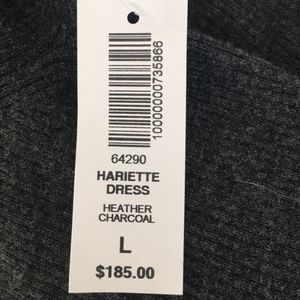 10000000735866
64290
HARIETTE
DRESS
HEATHER
CHARCOAL
L
$185.00